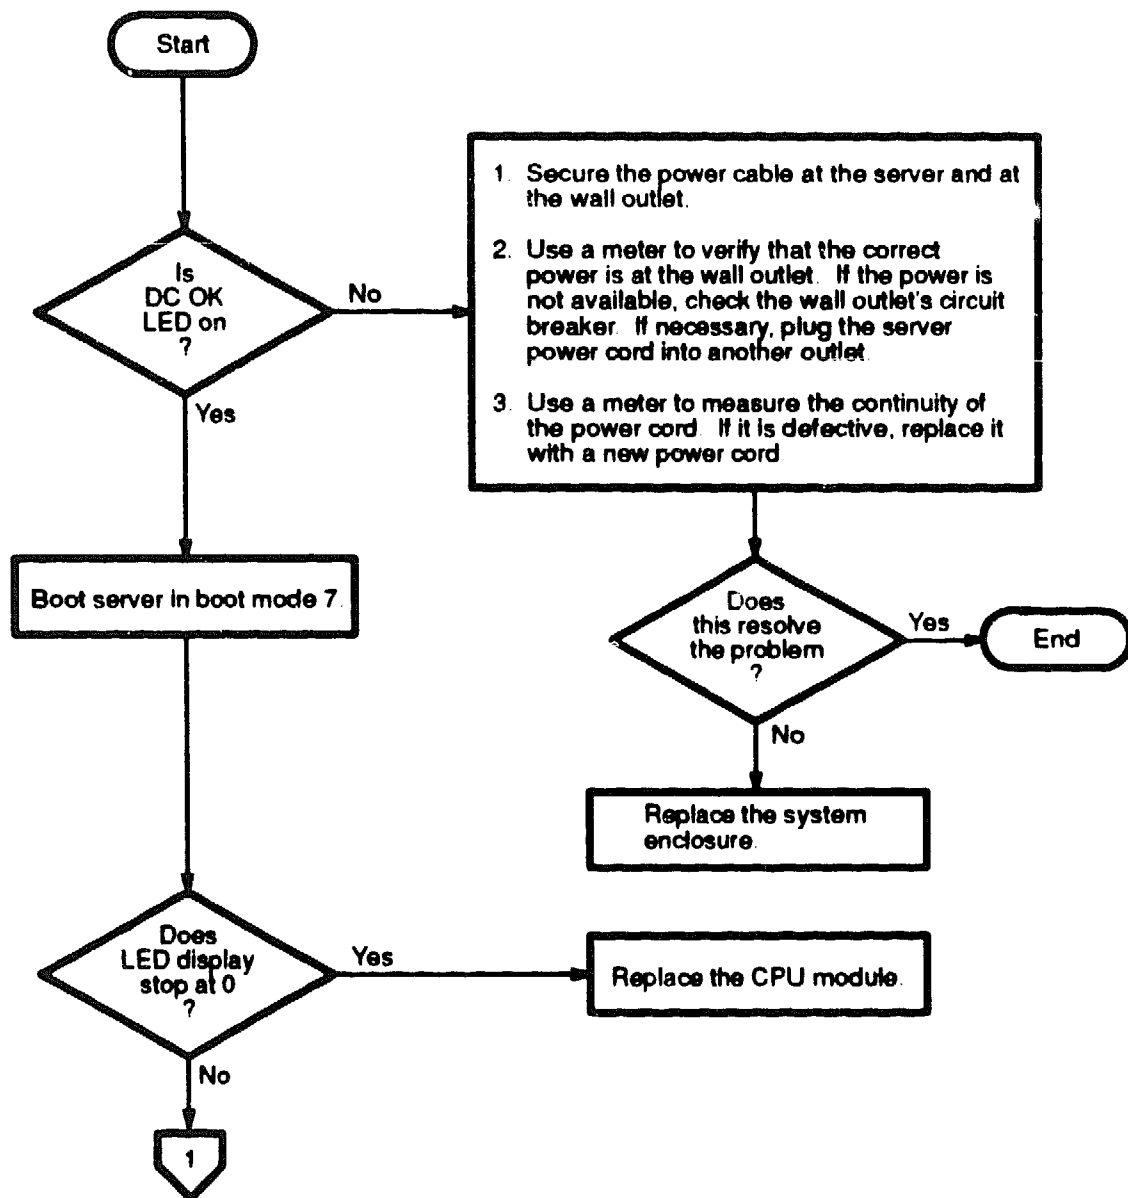 Start
Is
DC OK
LED on
?
No
Yes
1. Secure the power cable at the server and at
the wall outlet.
2. Use a meter to verify that the correct
power is at the wall outlet. If the power is
not available, check the wall outlet's circuit
breaker. If necessary, plug the server
power cord into another outlet.
3. Use a meter to measure the continuity of
the power cord. If it is defective, replace it
with a new power cord
Boot server in boot mode 7.
Does
this resolve
the problem
?
Yes
End
No
Replace the system
enclosure.
Does
LED display
stop at 0
?
Yes
Replace the CPU module.
No
1